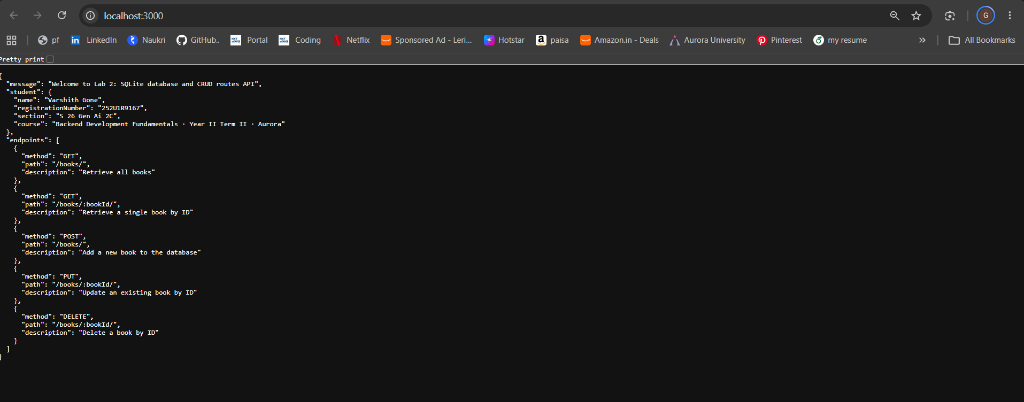 localhost:3000
G
pf
LinkedIn
Naukri
GitHub.
Portal
Coding
Netflix
Sponsored Ad - Leri...
Hotstar
a paisa
Amazon.in - Deals
Aurora University
Pinterest
my resume
»
All Bookmarks
Pretty print
{
"message": "Welcome to Lab 2: SQLite database and CRUD routes API",
"student": {
"name": "Varshith Gone",
"registrationNumber": "252U1R9167",
"section": "S 26 Gen Ai 2C",
"course": "Backend Development Fundamentals · Year II Term II · Aurora"
},
"endpoints": [
{
"method": "GET",
"path": "/books/",
"description": "Retrieve all books"
},
{
"method": "GET",
"path": "/books/:bookId/",
"description": "Retrieve a single book by ID"
},
{
"method": "POST",
"path": "/books/",
"description": "Add a new book to the database"
},
{
"method": "PUT",
"path": "/books/:bookId/",
"description": "Update an existing book by ID"
},
{
"method": "DELETE",
"path": "/books/:bookId/",
"description": "Delete a book by ID"
}
]
}